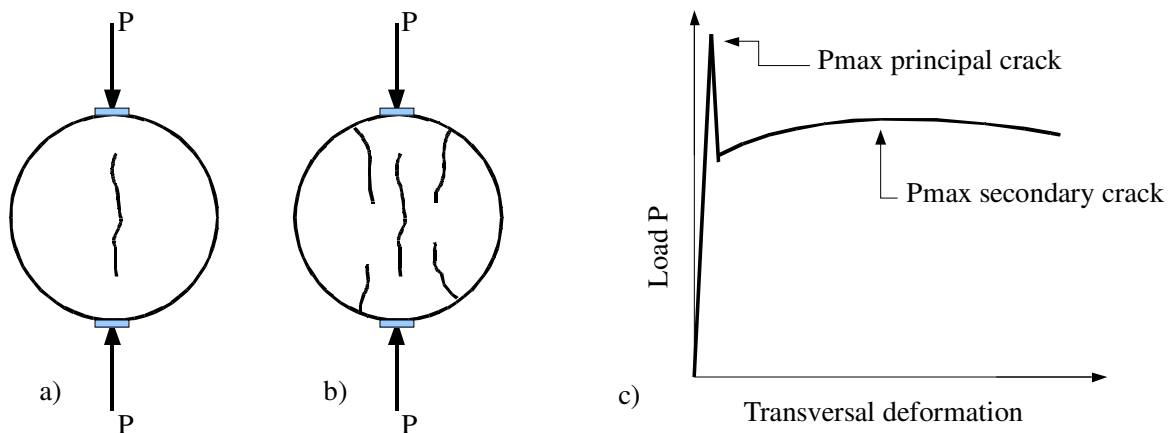 P
P
a)
P
P
b)
Pmax principal crack
Pmax secondary crack
Load P
Transversal deformation
c)